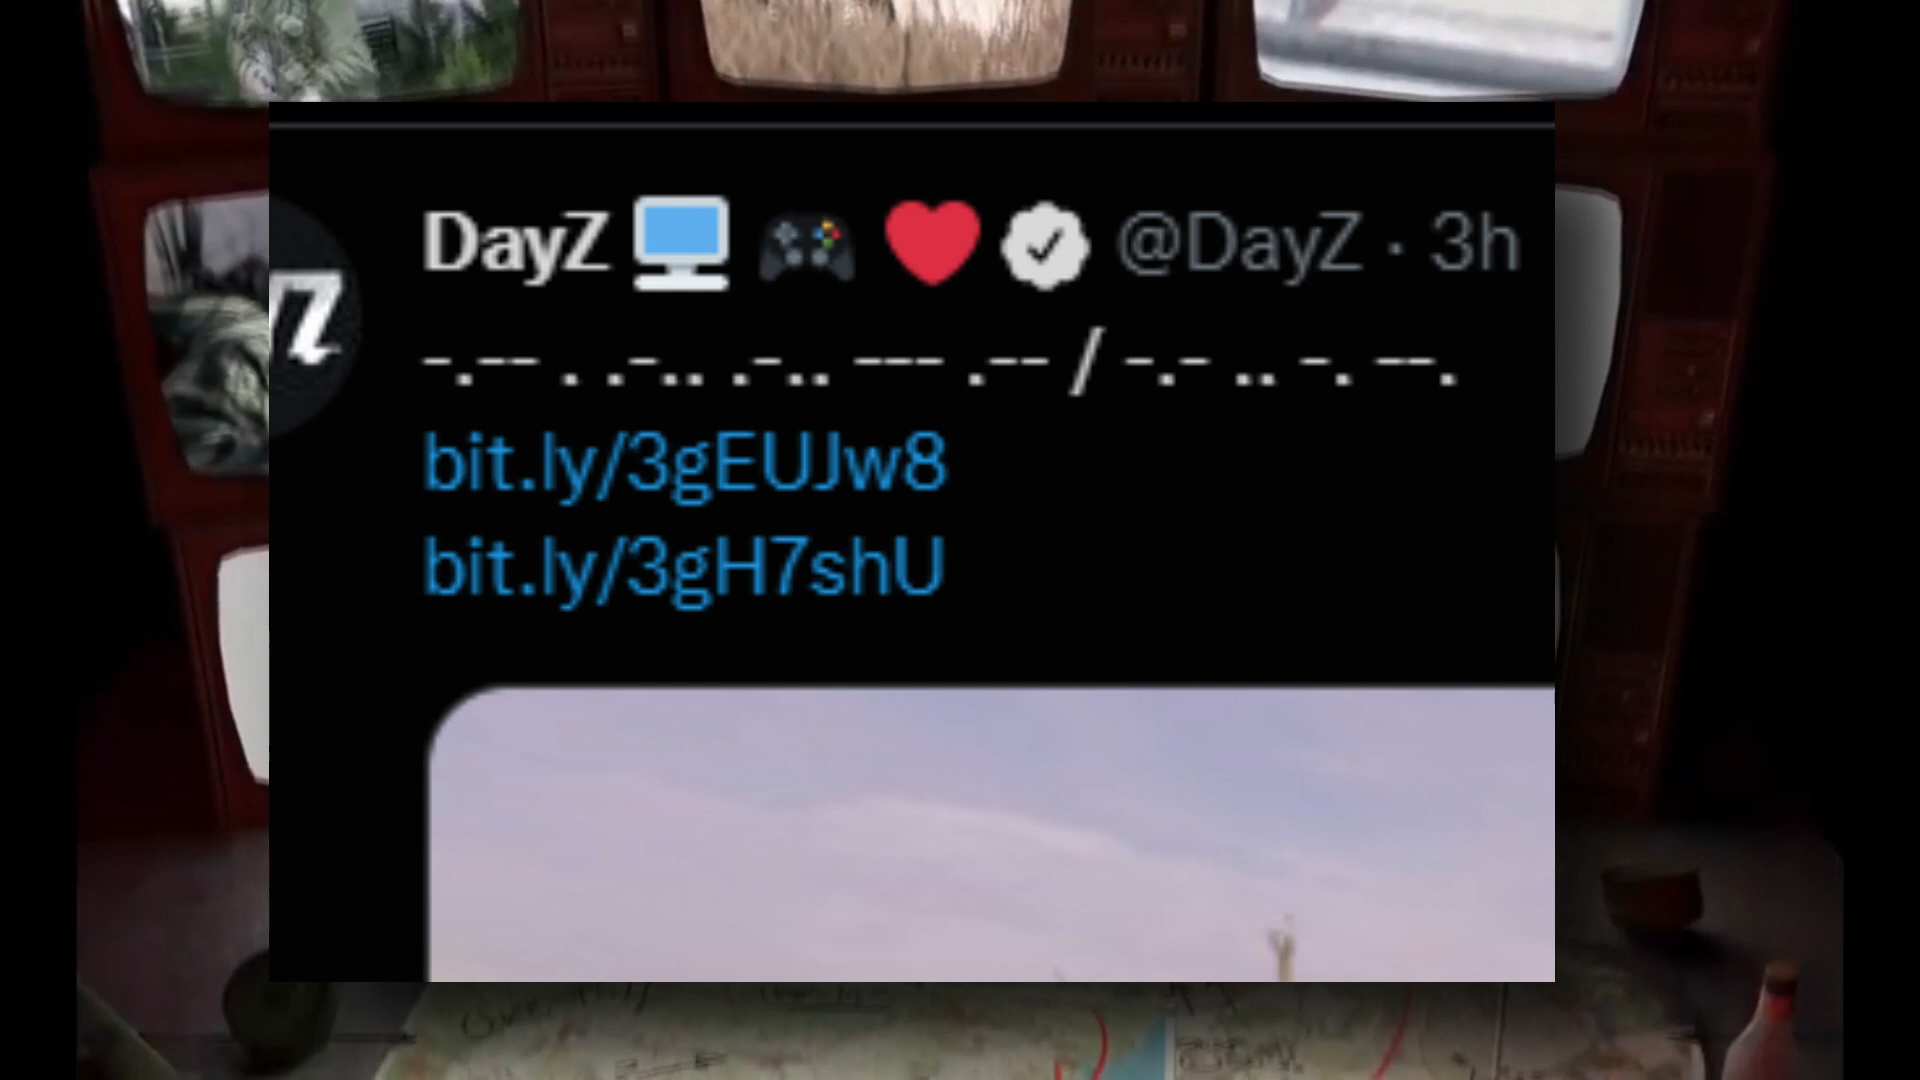 DayZ 🖥️ 🎮 ❤️ @DayZ · 3h
-.-- . .-.. .-.. --- .-- / -.- .. -. --.
bit.ly/3gEUJw8
bit.ly/3gH7shU